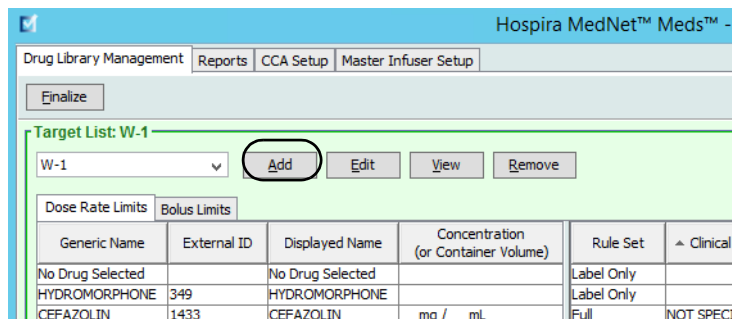 Hospira MedNet™ Meds™ -
Drug Library Management Reports CCA Setup Master Infuser Setup
Finalize
Target List: W-1
W-1 Add Edit View Remove
Dose Rate Limits Bolus Limits
Generic Name External ID Displayed Name Concentration (or Container Volume) Rule Set Clinical
No Drug Selected No Drug Selected Label Only
HYDROMORPHONE 349 HYDROMORPHONE Label Only
CEFAZOLIN 1433 CEFAZOLIN mg / mL Full NOT SPECI